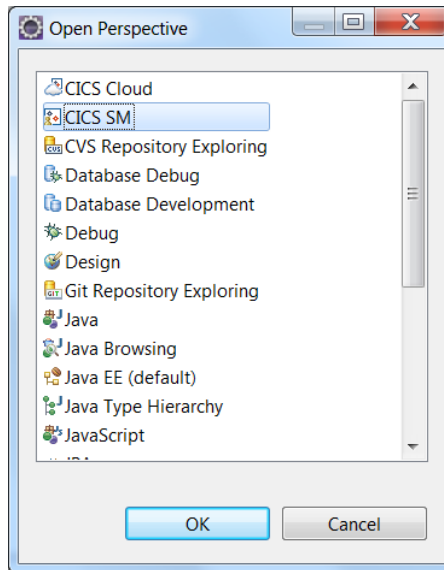 Open Perspective
CICS Cloud
CICS SM
CVS Repository Exploring
Database Debug
Database Development
Debug
Design
Git Repository Exploring
Java
Java Browsing
Java EE (default)
Java Type Hierarchy
JavaScript
OK
Cancel